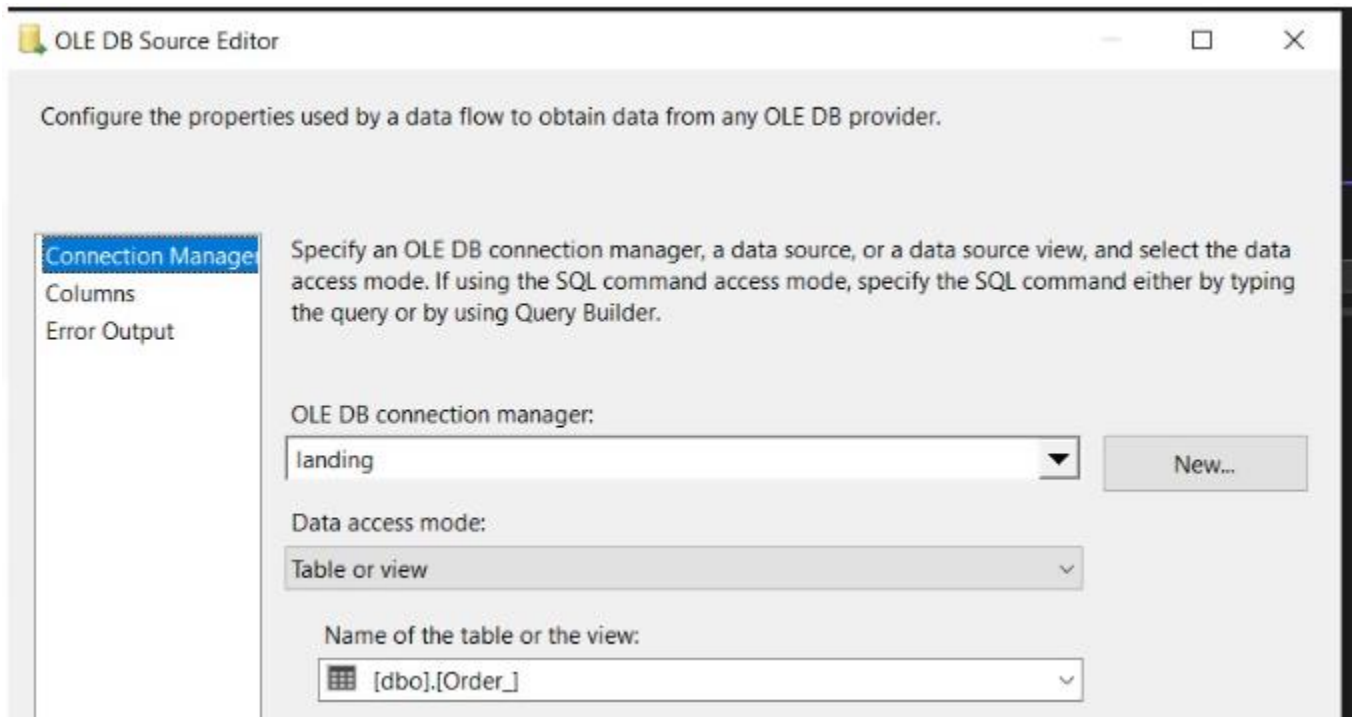 OLE DB Source Editor
Configure the properties used by a data flow to obtain data from any OLE DB provider.
Connection Manager
Columns
Error Output
Specify an OLE DB connection manager, a data source, or a data source view, and select the data
access mode. If using the SQL command access mode, specify the SQL command either by typing
the query or by using Query Builder.
OLE DB connection manager:
landing
New...
Data access mode:
Table or view
Name of the table or the view:
[dbo].[Order_]